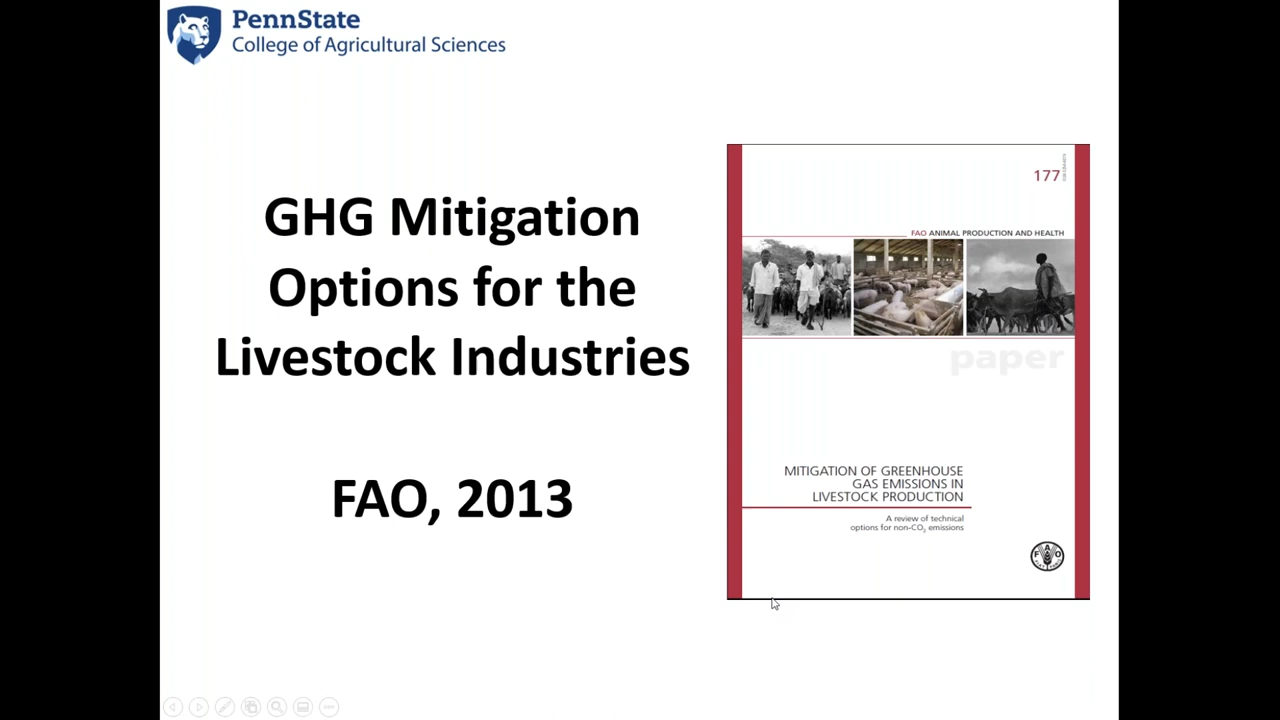 PennState
College of Agricultural Sciences
GHG Mitigation
Options for the
Livestock Industries
FAO, 2013
177
FAO ANIMAL PRODUCTION AND HEALTH
paper
MITIGATION OF GREENHOUSE
GAS EMISSIONS IN
LIVESTOCK PRODUCTION
A review of technical
options for non-CO₂ emissions